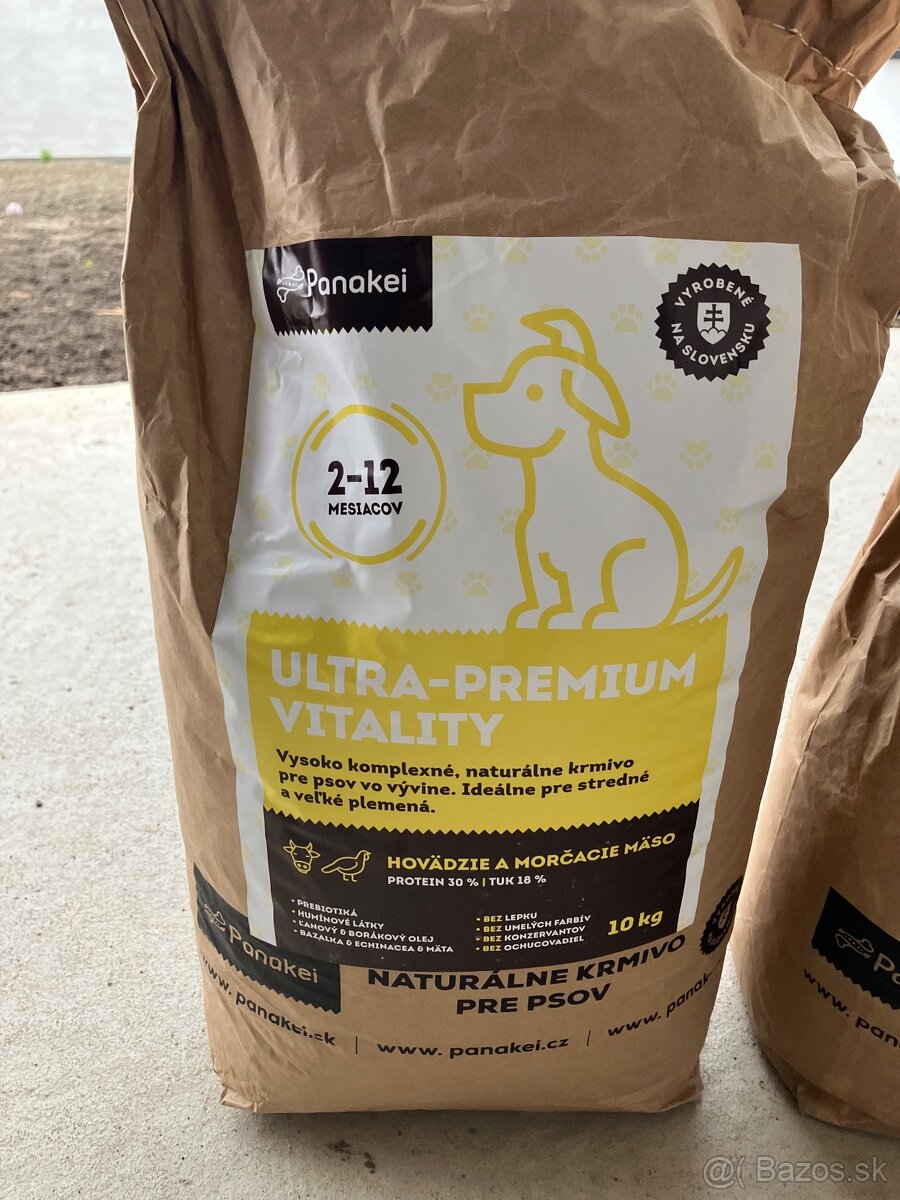 Panakei
VYROBENÉ
NA SLOVENSKU
2-12
MESIACOV
ULTRA-PREMIUM
VITALITY
Vysoko komplexné, naturálne krmivo
pre psov vo vývine. Ideálne pre stredné
a veľké plemená.
HOVÄDZIE A MORČACIE MÄSO
PROTEIN 30 % | TUK 18 %
• PREBIOTIKÁ
• HUMÍNOVÉ LÁTKY
• ĽANOVÝ & BORÁKOVÝ OLEJ
• BAZALKA & ECHINACEA & MÄTA
• BEZ LEPKU
• BEZ UMELÝCH FARBÍV
• BEZ KONZERVANTOV
• BEZ OCHUCOVADIEL
10 kg
Panakei
NATURÁLNE KRMIVO
PRE PSOV
www. panakei.sk | www. panakei.cz | www. panak
Pa
www. pan
@( Bazos.sk